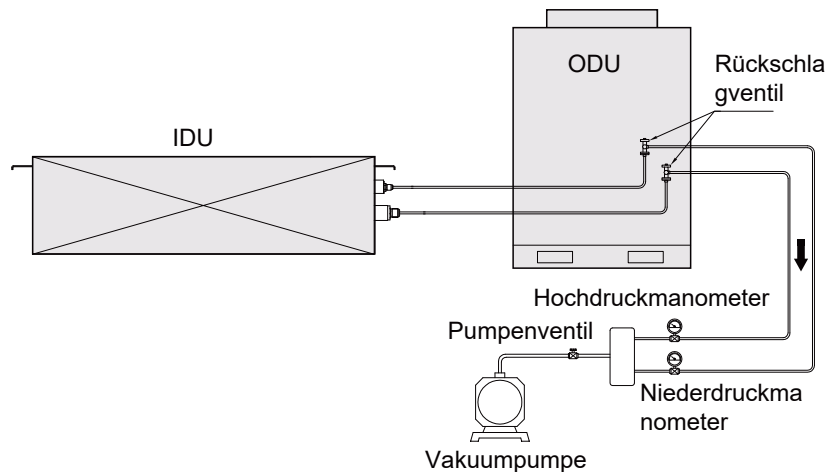 ODU
Rückschla
gventil
IDU
Hochdruckmanometer
Pumpenventil
Niederdruckma
nometer
Vakuumpumpe